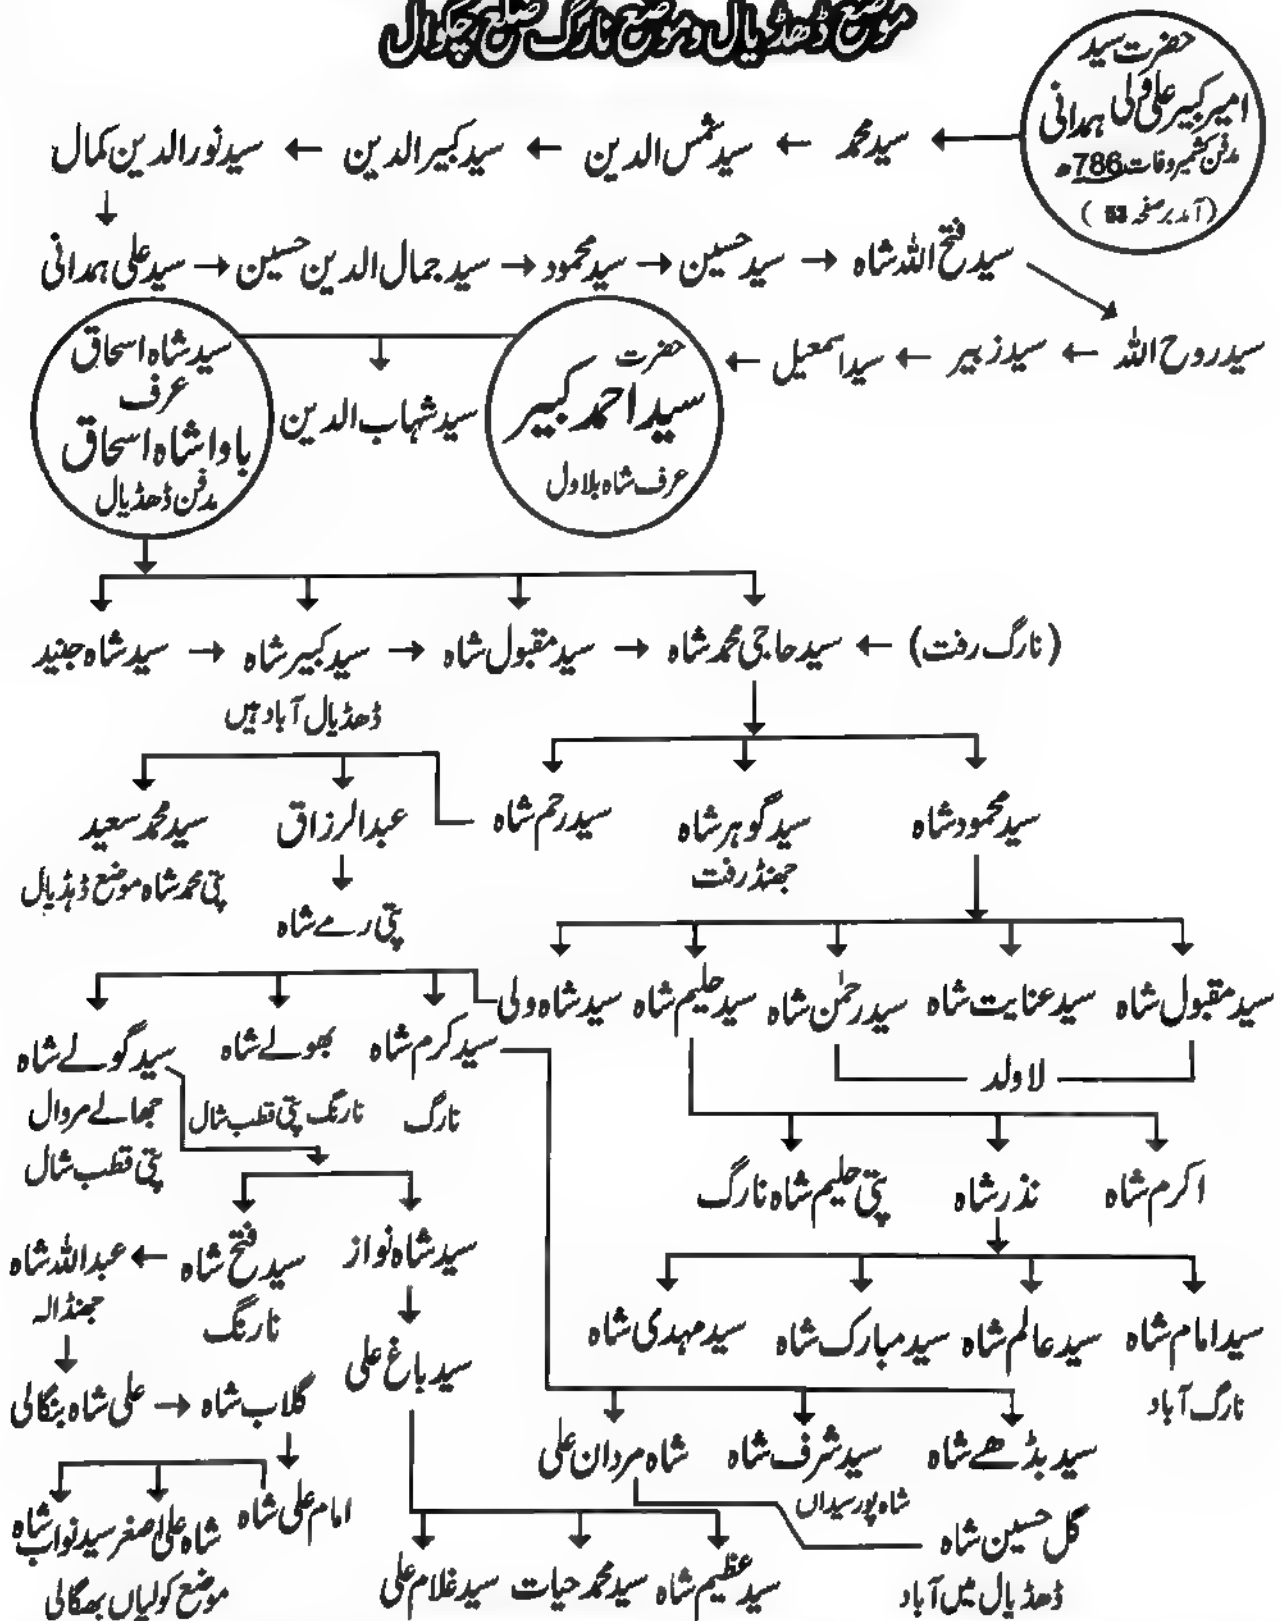 موضع ڈھڈیال و موضع نارگ ضلع چکوال
حضرت سید
امیر کبیر علی ولی ہمدانی
مدفن کشمیر وفات 786ھ
(آمد بر صفحہ 53)
سید محمد ← سید شمس الدین ← سید کبیر الدین ← سید نور الدین کمال
↓
سید فتح اللہ شاہ → سید حسین → سید محمود → سید جمال الدین حسین → سید علی ہمدانی
سید روح اللہ ← سید زبیر ← سید اسمعیل ←
حضرت
سید احمد کبیر
عرف شاہ بلاول
سید شہاب الدین
سید شاہ اسحاق
عرف
باوا شاہ اسحاق
مدفن ڈھڈیال
(نارگ رفت) ← سید حاجی محمد شاہ → سید مقبول شاہ → سید کبیر شاہ → سید شاہ جنید
ڈھڈیال آباد ہیں
سید محمود شاہ سید گوہر شاہ سید رحم شاہ عبدالرزاق سید محمد سعید
جھنڈ رفت
پتی محمد شاہ موضع ڈہڈیال
پتی رمے شاہ
سید مقبول شاہ سید عنایت شاہ سید رحمٰن شاہ سید حلیم شاہ سید شاہ ولی
سید کرم شاہ بھولے شاہ سید گولے شاہ
لا ولد
نارگ نارنگ پتی قطب شال جھالے مروال
پتی قطب شال
اکرم شاہ نذر شاہ پتی حلیم شاہ نارگ
سید شاہ نواز سید فتح شاہ ← عبداللہ شاہ
نارنگ جھنڈالہ
سید امام شاہ سید عالم شاہ سید مبارک شاہ سید مہدی شاہ
نارگ آباد
سید باغ علی
گلاب شاہ → علی شاہ بنگالی
سید بڈھے شاہ سید شرف شاہ شاہ مردان علی
شاہ پور سیداں
امام علی شاہ شاہ علی اصغر سید نواب شاہ
موضع کولیاں بھگالی
گل حسین شاہ
ڈھڈیال میں آباد
سید عظیم شاہ سید محمد حیات سید غلام علی